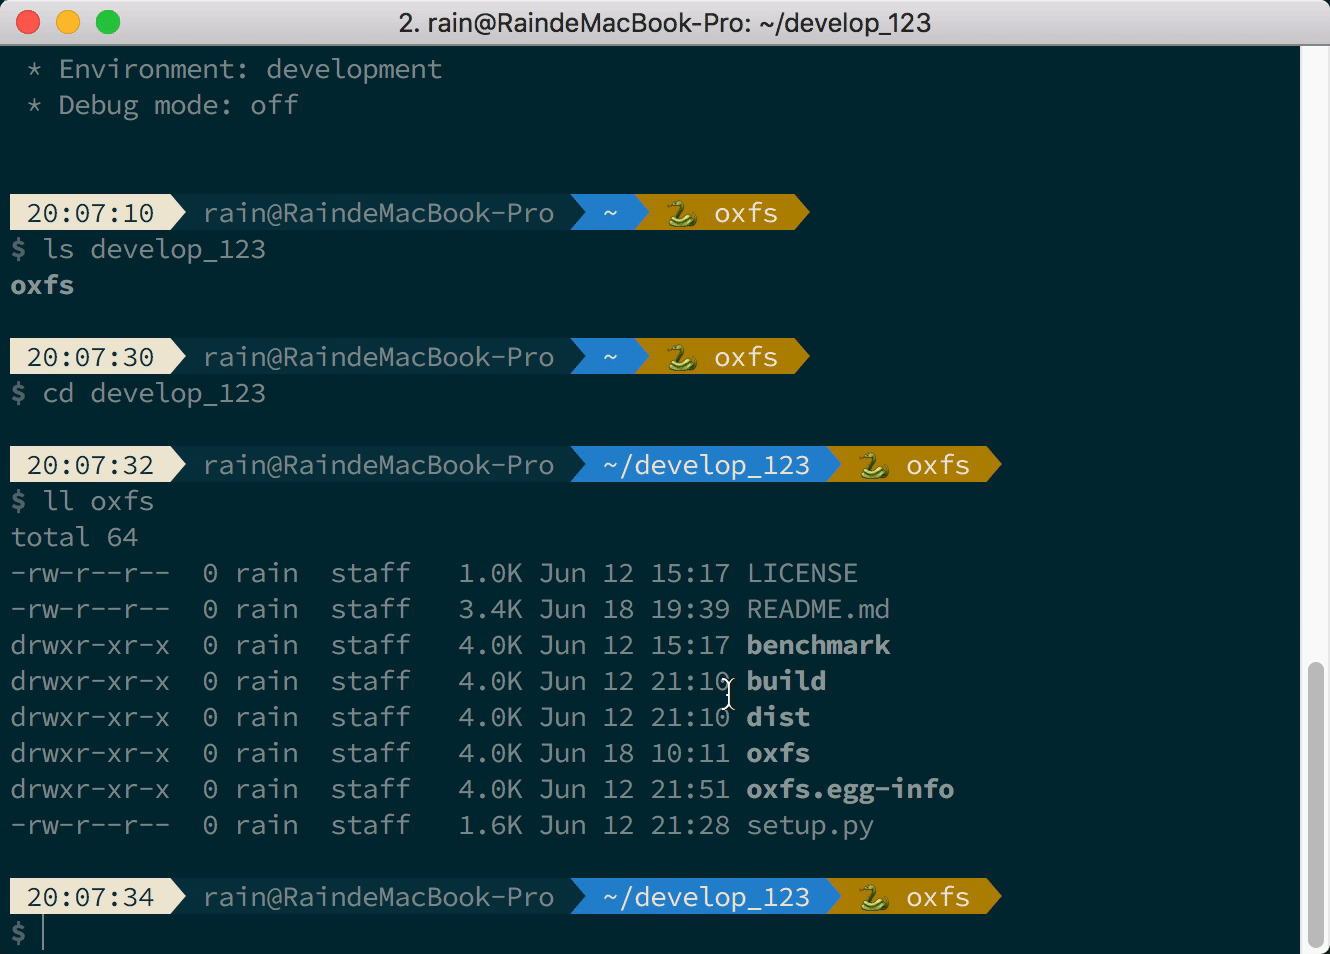 2. rain@RaindeMacBook-Pro: ~/develop_123
* Environment: development
* Debug mode: off
20:07:10 rain@RaindeMacBook-Pro ~ 🐍 oxfs
$ ls develop_123
oxfs
20:07:30 rain@RaindeMacBook-Pro ~ 🐍 oxfs
$ cd develop_123
20:07:32 rain@RaindeMacBook-Pro ~/develop_123 🐍 oxfs
$ ll oxfs
total 64
-rw-r--r--  0 rain  staff   1.0K Jun 12 15:17 LICENSE
-rw-r--r--  0 rain  staff   3.4K Jun 18 19:39 README.md
drwxr-xr-x  0 rain  staff   4.0K Jun 12 15:17 benchmark
drwxr-xr-x  0 rain  staff   4.0K Jun 12 21:10 build
drwxr-xr-x  0 rain  staff   4.0K Jun 12 21:10 dist
drwxr-xr-x  0 rain  staff   4.0K Jun 18 10:11 oxfs
drwxr-xr-x  0 rain  staff   4.0K Jun 12 21:51 oxfs.egg-info
-rw-r--r--  0 rain  staff   1.6K Jun 12 21:28 setup.py
20:07:34 rain@RaindeMacBook-Pro ~/develop_123 🐍 oxfs
$